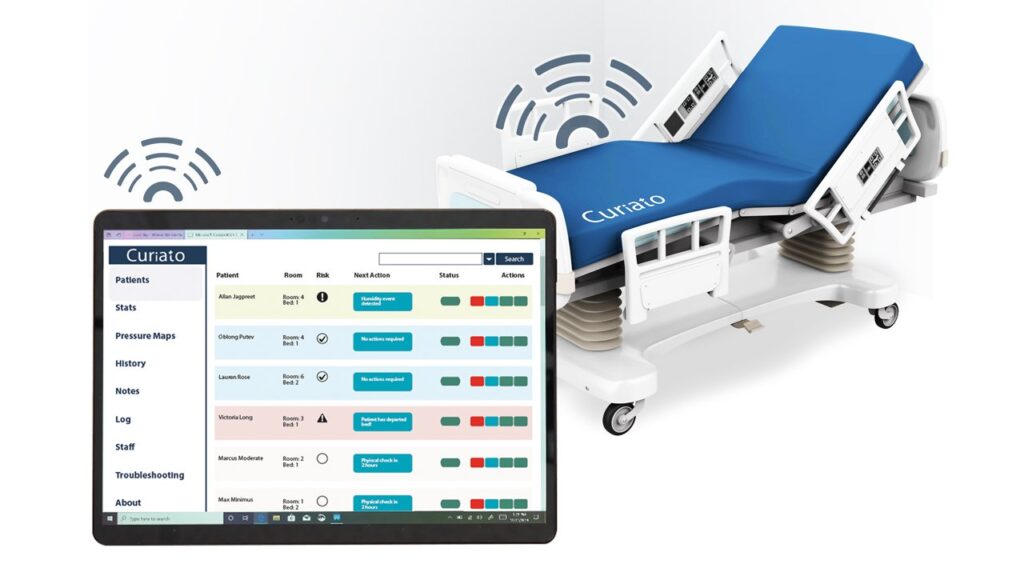 Curiato
Curiato
Search
Patients
Stats
Pressure Maps
History
Notes
Log
Staff
Troubleshooting
About
Patient Room Risk Next Action Status Actions
Allan Jagpreet
Room: 4
Bed: 1
Humidity event
detected
Oblong Putev
Room: 4
Bed: 1
No actions required
Lauren Rose
Room: 6
Bed: 2
No actions required
Victoria Long
Room: 3
Bed: 1
Patient has departed
bed!
Marcus Moderate
Room: 2
Bed: 1
Physical check in
2 hours
Max Minimus
Room: 1
Bed: 2
Physical check in
2 hours
Type here to search